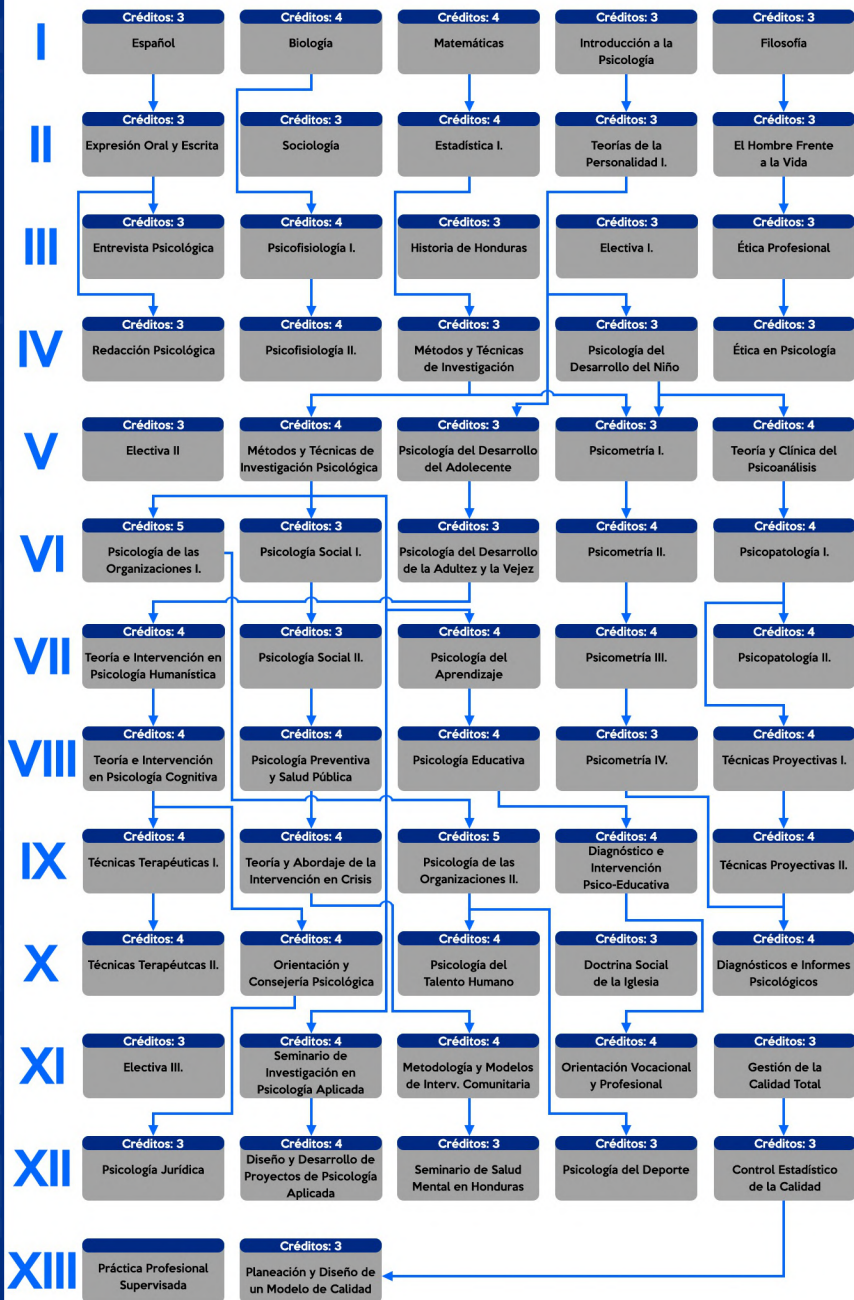 I
Créditos: 3
Español
Créditos: 4
Biología
Créditos: 4
Matemáticas
Créditos: 3
Introducción a la
Psicología
Créditos: 3
Filosofía
II
Créditos: 3
Expresión Oral y Escrita
Créditos: 3
Sociología
Créditos: 4
Estadística I.
Créditos: 3
Teorías de la
Personalidad I.
Créditos: 3
El Hombre Frente
a la Vida
III
Créditos: 3
Entrevista Psicológica
Créditos: 4
Psicofisiología I.
Créditos: 3
Historia de Honduras
Créditos: 3
Electiva I.
Créditos: 3
Ética Profesional
IV
Créditos: 3
Redacción Psicológica
Créditos: 4
Psicofisiología II.
Créditos: 3
Métodos y Técnicas
de Investigación
Créditos: 3
Psicología del
Desarrollo del Niño
Créditos: 3
Ética en Psicología
V
Créditos: 3
Electiva II
Créditos: 4
Métodos y Técnicas de
Investigación Psicológica
Créditos: 3
Psicología del Desarrollo
del Adolecente
Créditos: 3
Psicometría I.
Créditos: 4
Teoría y Clínica del
Psicoanálisis
VI
Créditos: 5
Psicología de las
Organizaciones I.
Créditos: 3
Psicología Social I.
Créditos: 3
Psicología del Desarrollo
de la Adultez y la Vejez
Créditos: 4
Psicometría II.
Créditos: 4
Psicopatología I.
VII
Créditos: 4
Teoría e Intervención en
Psicología Humanística
Créditos: 3
Psicología Social II.
Créditos: 4
Psicología del
Aprendizaje
Créditos: 4
Psicometría III.
Créditos: 4
Psicopatología II.
VIII
Créditos: 4
Teoría e Intervención
en Psicología Cognitiva
Créditos: 4
Psicología Preventiva
y Salud Pública
Créditos: 4
Psicología Educativa
Créditos: 3
Psicometría IV.
Créditos: 4
Técnicas Proyectivas I.
IX
Créditos: 4
Técnicas Terapéuticas I.
Créditos: 4
Teoría y Abordaje de la
Intervención en Crisis
Créditos: 5
Psicología de las
Organizaciones II.
Créditos: 4
Diagnóstico e
Intervención
Psico-Educativa
Créditos: 4
Técnicas Proyectivas II.
X
Créditos: 4
Técnicas Terapéutcas II.
Créditos: 4
Orientación y
Consejería Psicológica
Créditos: 4
Psicología del
Talento Humano
Créditos: 3
Doctrina Social
de la Iglesia
Créditos: 4
Diagnósticos e Informes
Psicológicos
XI
Créditos: 3
Electiva III.
Créditos: 4
Seminario de
Investigación en
Psicología Aplicada
Créditos: 4
Metodología y Modelos
de Interv. Comunitaria
Créditos: 4
Orientación Vocacional
y Profesional
Créditos: 3
Gestión de la
Calidad Total
XII
Créditos: 3
Psicología Jurídica
Créditos: 4
Diseño y Desarrollo de
Proyectos de Psicología
Aplicada
Créditos: 3
Seminario de Salud
Mental en Honduras
Créditos: 3
Psicología del Deporte
Créditos: 3
Control Estadístico
de la Calidad
XIII
Práctica Profesional
Supervisada
Créditos: 3
Planeación y Diseño de
un Modelo de Calidad